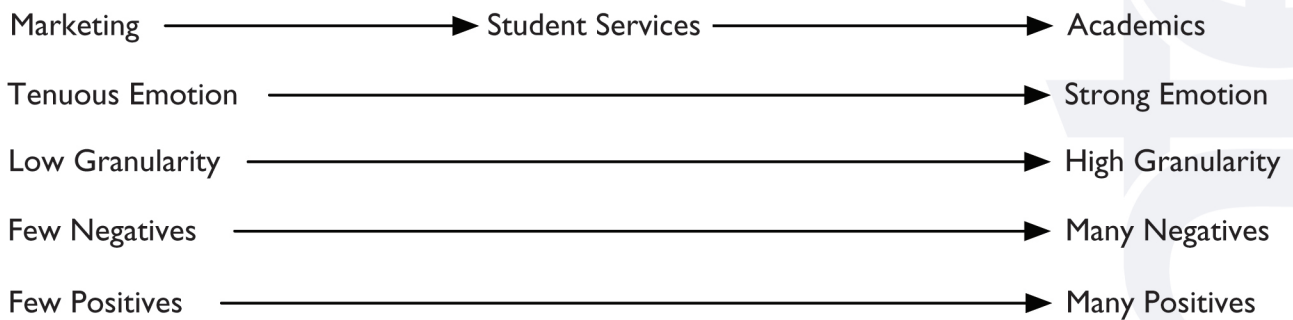 Marketing Student Services Academics
Tenuous Emotion Strong Emotion
Low Granularity High Granularity
Few Negatives Many Negatives
Few Positives Many Positives